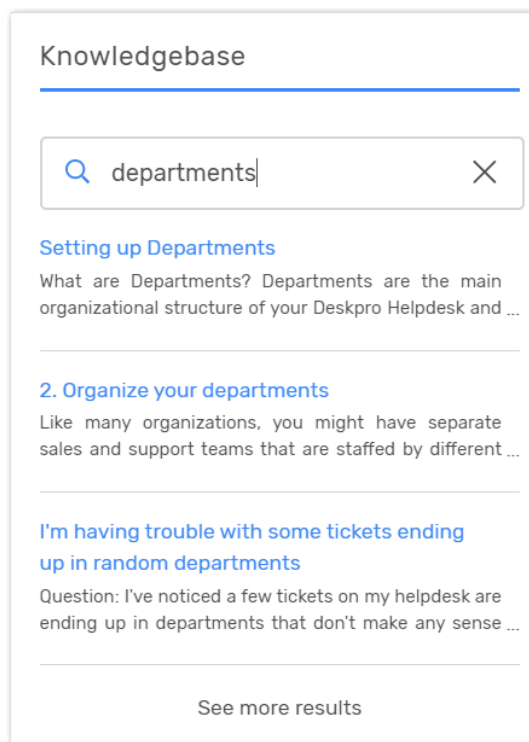 Knowledgebase
departments
Setting up Departments
What are Departments? Departments are the main
organizational structure of your Deskpro Helpdesk and ...
2. Organize your departments
Like many organizations, you might have separate
sales and support teams that are staffed by different ...
I'm having trouble with some tickets ending
up in random departments
Question: I've noticed a few tickets on my helpdesk are
ending up in departments that don't make any sense ...
See more results